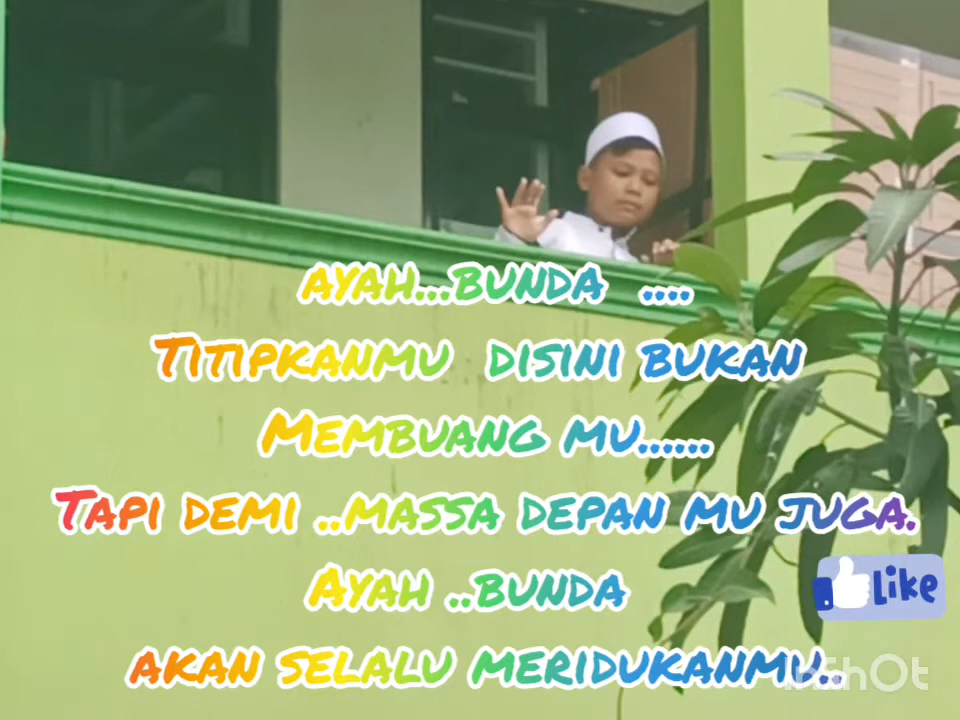 ayah...bunda ....
Titipkanmu disini bukan
Membuang mu......
Tapi demi ..massa depan mu juga.
Ayah ..bunda
like
akan selalu meridukanmu...
InShOt